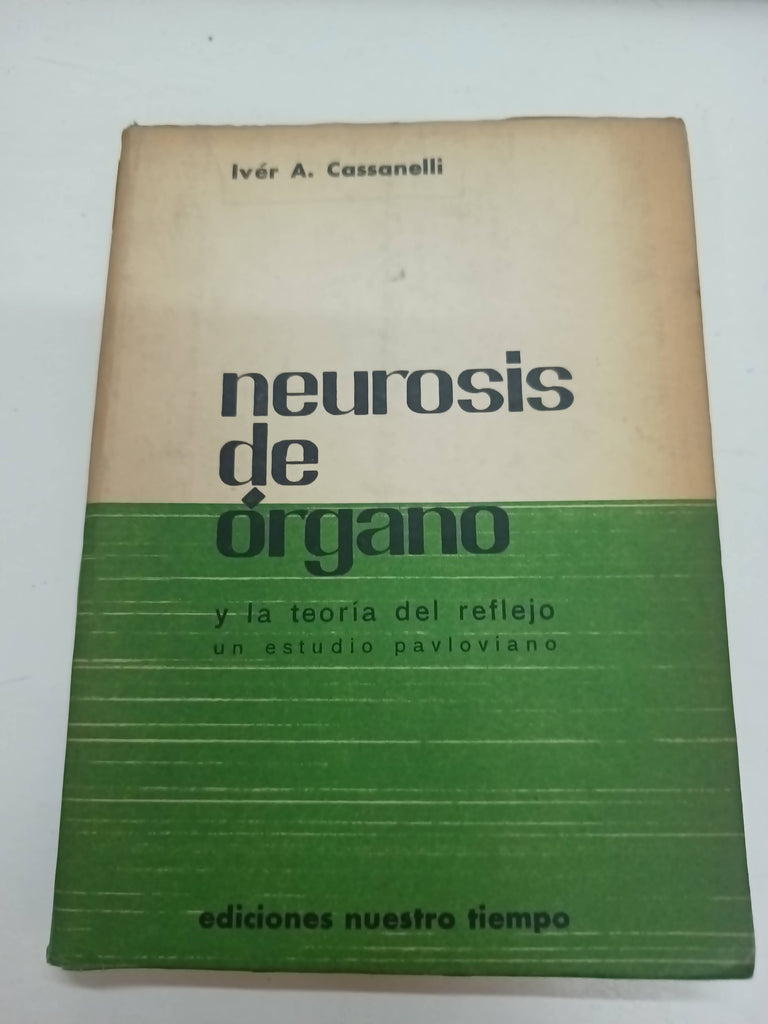 Ivér A. Cassanelli
neurosis
de
órgano
y la teoría del reflejo
un estudio pavloviano
ediciones nuestro tiempo